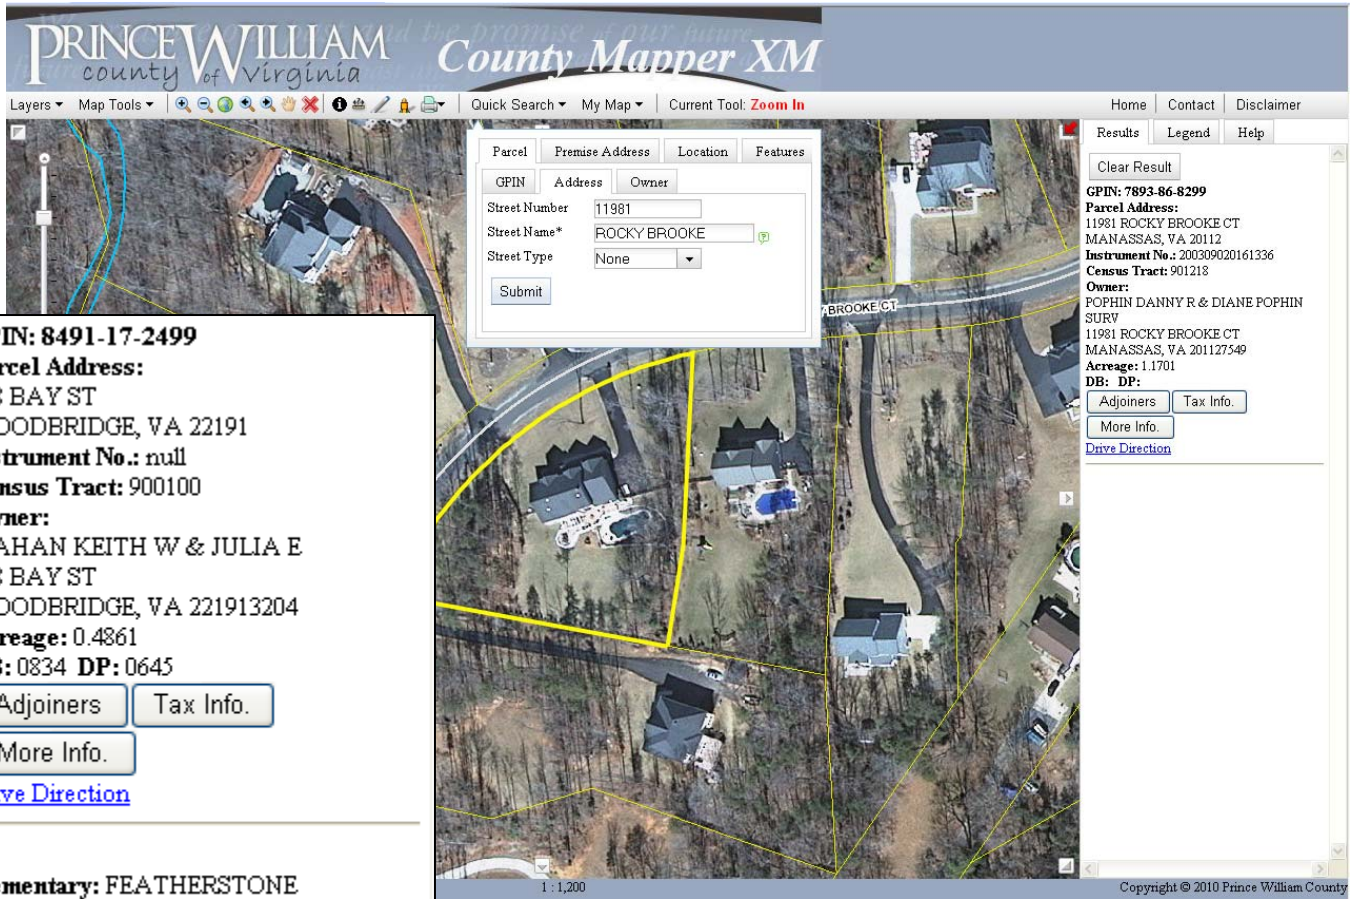 PRINCE WILLIAM
county of Virginia
County Mapper XM
Layers Map Tools Quick Search My Map Current Tool: Zoom In Home Contact Disclaimer
Parcel Premise Address Location Features
GPIN Address Owner
Street Number 11981
Street Name* ROCKY BROOKE
Street Type None
Submit
BROOKE CT
Results Legend Help
Clear Result
GPIN: 7893-86-8299
Parcel Address:
11981 ROCKY BROOKE CT
MANASSAS, VA 20112
Instrument No.: 200309020161336
Census Tract: 901218
Owner:
POPHIN DANNY R & DIANE POPHIN
SURV
11981 ROCKY BROOKE CT
MANASSAS, VA 201127549
Acreage: 1.1701
DB: DP:
Adjoiners Tax Info.
More Info.
Drive Direction
IN: 8491-17-2499
rcel Address:
BAY ST
OODBRIDGE, VA 22191
strument No.: null
nsus Tract: 900100
ner:
AHAN KEITH W & JULIA E
BAY ST
OODBRIDGE, VA 221913204
reage: 0.4861
: 0834 DP: 0645
Adjoiners Tax Info.
More Info.
ve Direction
ementary: FEATHERSTONE
1 : 1,200
Copyright © 2010 Prince William County